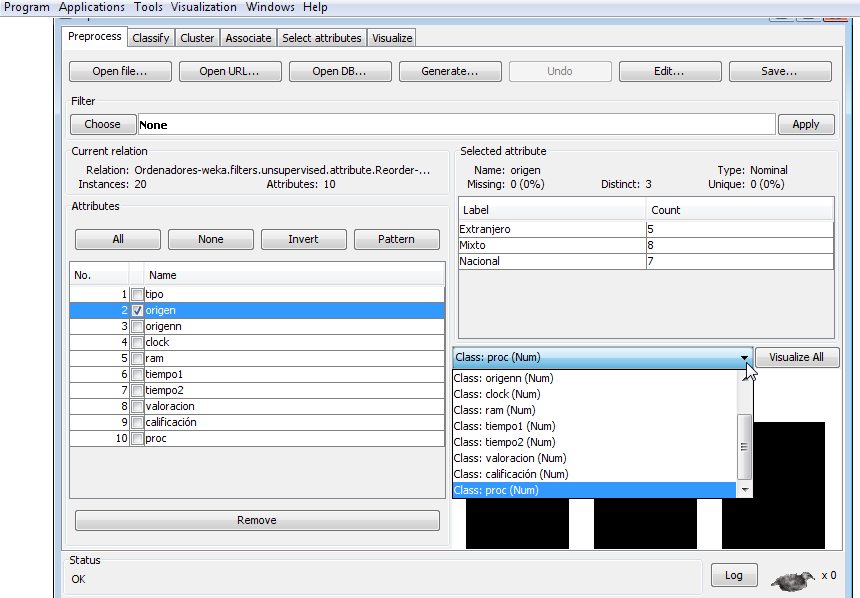 Program Applications Tools Visualization Windows Help
Preprocess Classify Cluster Associate Select attributes Visualize
Open file... Open URL... Open DB... Generate... Undo Edit... Save...
Filter
Choose None Apply
Current relation
Relation: Ordenadores-weka.filters.unsupervised.attribute.Reorder-...
Instances: 20 Attributes: 10
Selected attribute
Name: origen Type: Nominal
Missing: 0 (0%) Distinct: 3 Unique: 0 (0%)
Label Count
Extranjero 5
Mixto 8
Nacional 7
Attributes
All None Invert Pattern
No. Name
1 tipo
2 origen
3 origenn
4 clock
5 ram
6 tiempo1
7 tiempo2
8 valoracion
9 calificación
10 proc
Remove
Class: proc (Num) Visualize All
Class: origenn (Num)
Class: clock (Num)
Class: ram (Num)
Class: tiempo1 (Num)
Class: tiempo2 (Num)
Class: valoracion (Num)
Class: calificación (Num)
Class: proc (Num)
Status
OK
Log x 0